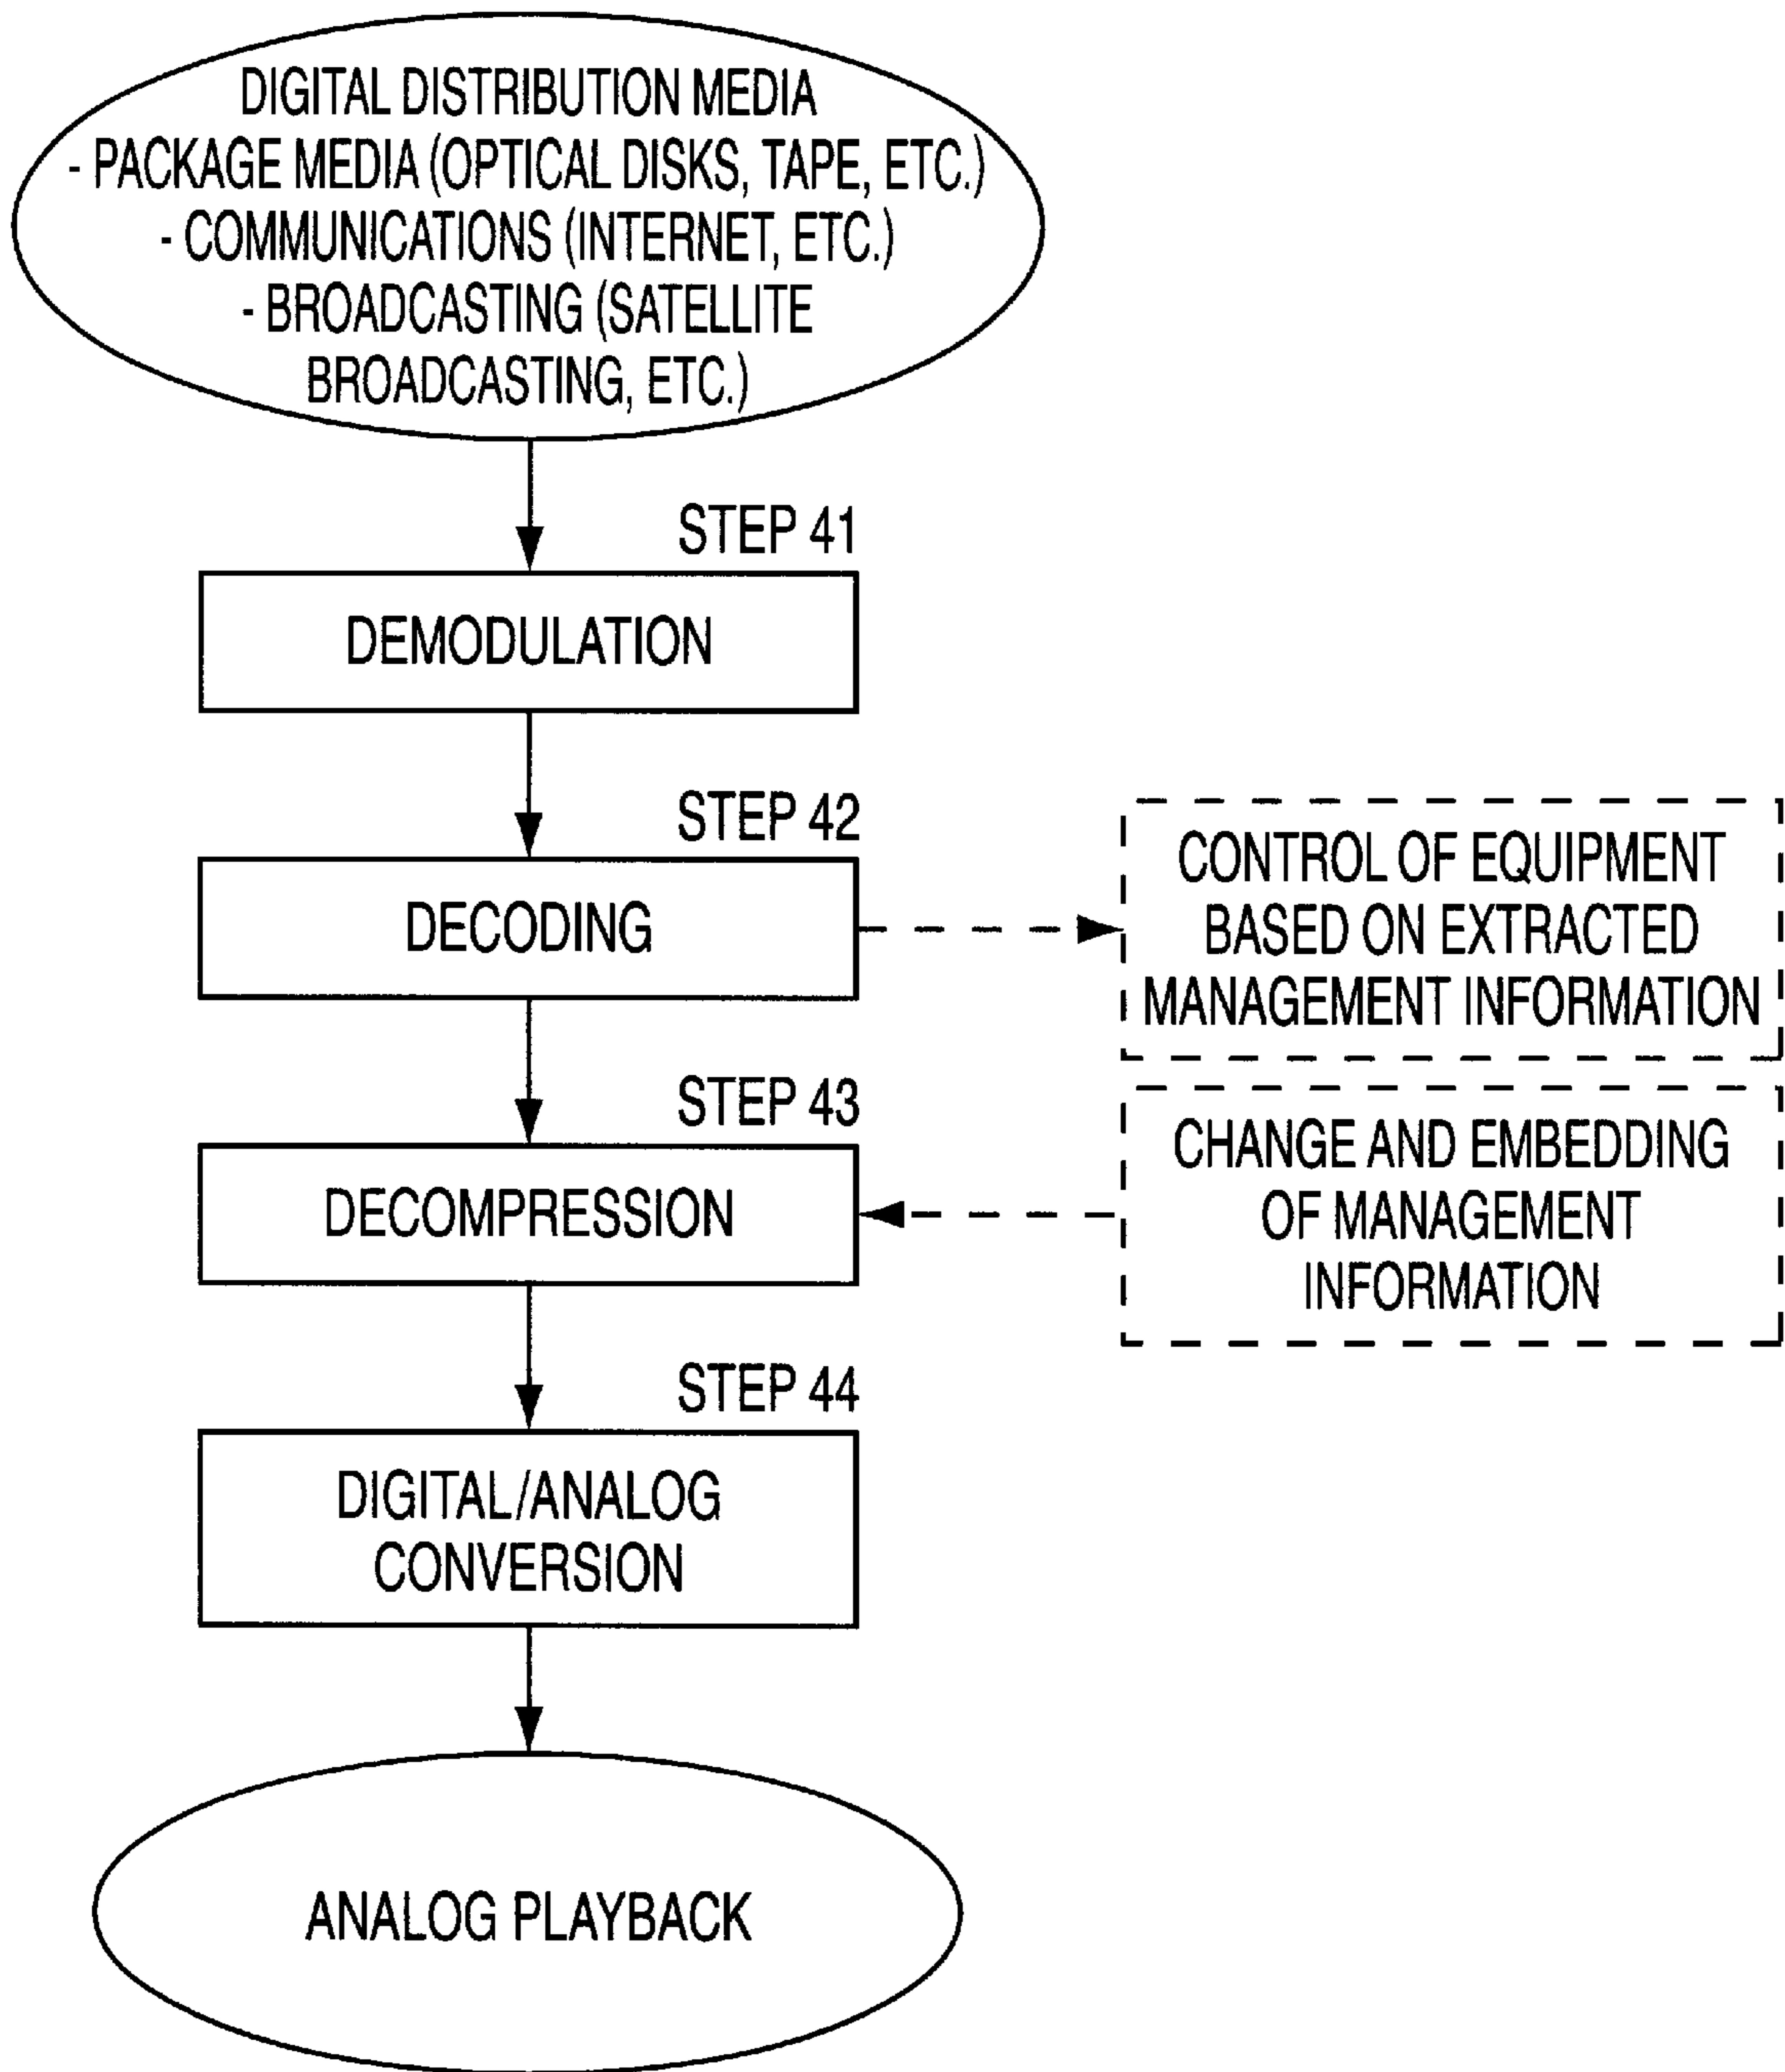 DIGITAL DISTRIBUTION MEDIA
- PACKAGE MEDIA (OPTICAL DISKS, TAPE, ETC.)
- COMMUNICATIONS (INTERNET, ETC.)
- BROADCASTING (SATELLITE
BROADCASTING, ETC.)
STEP 41
DEMODULATION
STEP 42
DECODING
CONTROL OF EQUIPMENT
BASED ON EXTRACTED
MANAGEMENT INFORMATION
STEP 43
DECOMPRESSION
CHANGE AND EMBEDDING
OF MANAGEMENT
INFORMATION
STEP 44
DIGITAL/ANALOG
CONVERSION
ANALOG PLAYBACK